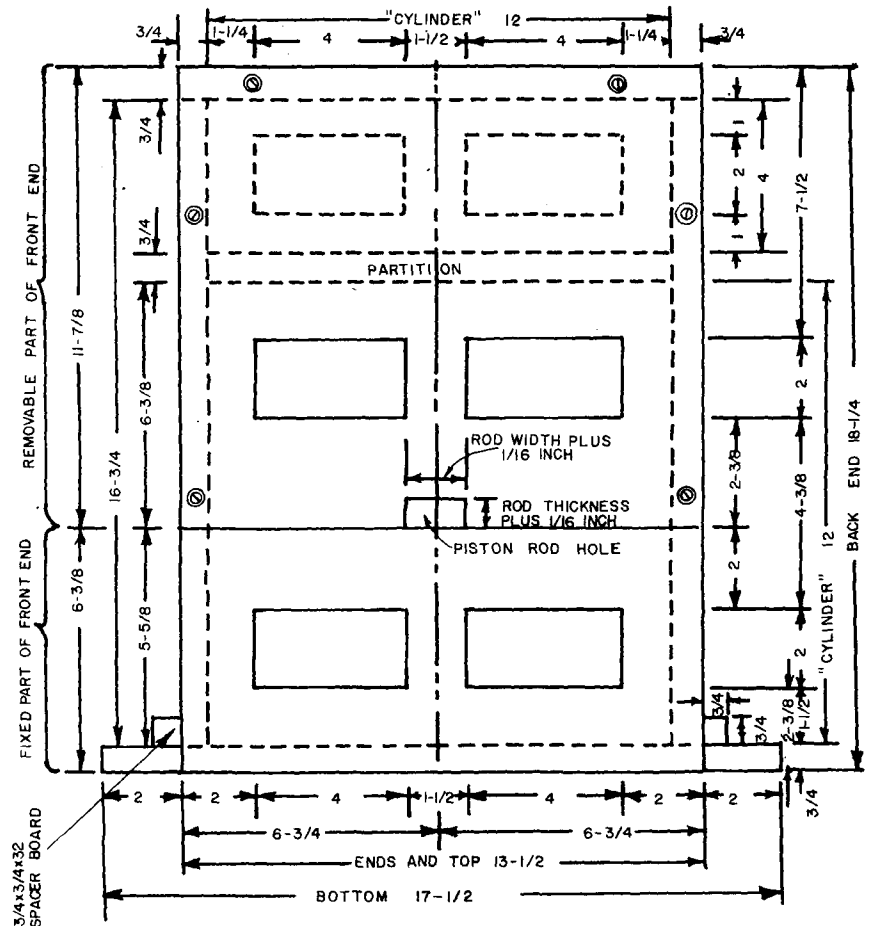 "CYLINDER" 12
3/4 1-1/4 4 1-1/2 4 1-1/4 3/4
3/4
3/4
PARTITION
REMOVABLE PART OF FRONT END
11-7/8
16-3/4
6-3/8
1
2
1
4
7-1/2
2
2-3/8
4-3/8
2
2
12
"CYLINDER"
BACK END 18-1/4
ROD WIDTH PLUS
1/16 INCH
ROD THICKNESS
PLUS 1/16 INCH
PISTON ROD HOLE
FIXED PART OF FRONT END
6-3/8
5-5/8
3/4
3/4
2-3/8
1-1/2
3/4
2 2 4 1-1/2 4 2 2
6-3/4 6-3/4
ENDS AND TOP 13-1/2
BOTTOM 17-1/2
3/4x3/4x32
SPACER BOARD